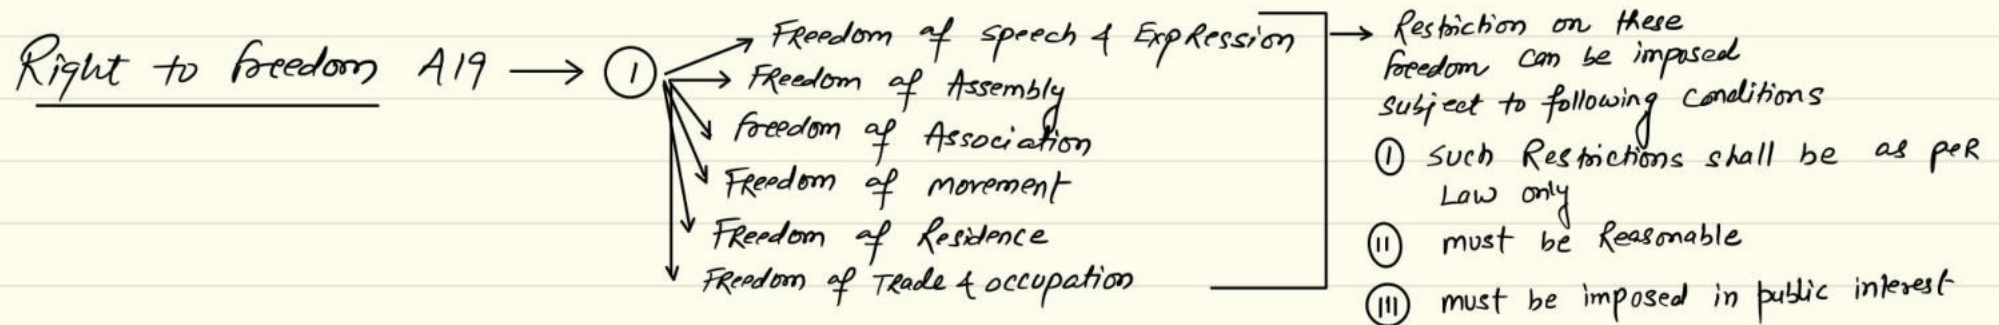 Right to freedom A19 → ① 
Freedom of speech & Expression
Freedom of Assembly
freedom of Association
Freedom of movement
Freedom of Residence
Freedom of Trade & occupation
→ Restriction on these
freedom can be imposed
subject to following conditions
① such Restrictions shall be as per
Law only
(II) must be Reasonable
(III) must be imposed in public interest